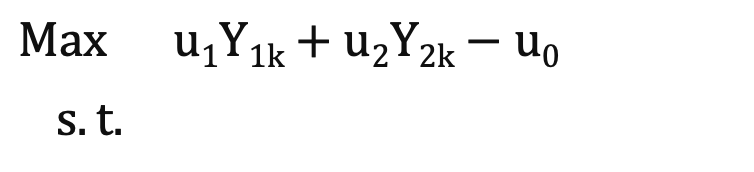 Max u₁Y₁ₖ + u₂Y₂ₖ − u₀
s. t.